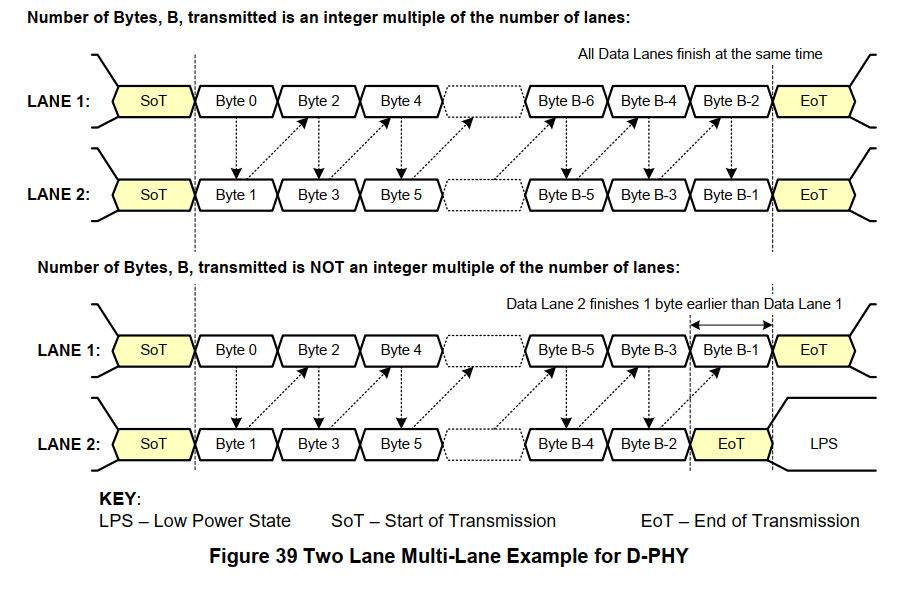 Number of Bytes, B, transmitted is an integer multiple of the number of lanes:
All Data Lanes finish at the same time
LANE 1: SoT Byte 0 Byte 2 Byte 4 Byte B-6 Byte B-4 Byte B-2 EoT
LANE 2: SoT Byte 1 Byte 3 Byte 5 Byte B-5 Byte B-3 Byte B-1 EoT
Number of Bytes, B, transmitted is NOT an integer multiple of the number of lanes:
Data Lane 2 finishes 1 byte earlier than Data Lane 1
LANE 1: SoT Byte 0 Byte 2 Byte 4 Byte B-5 Byte B-3 Byte B-1 EoT
LANE 2: SoT Byte 1 Byte 3 Byte 5 Byte B-4 Byte B-2 EoT LPS
KEY:
LPS – Low Power State SoT – Start of Transmission EoT – End of Transmission
Figure 39 Two Lane Multi-Lane Example for D-PHY